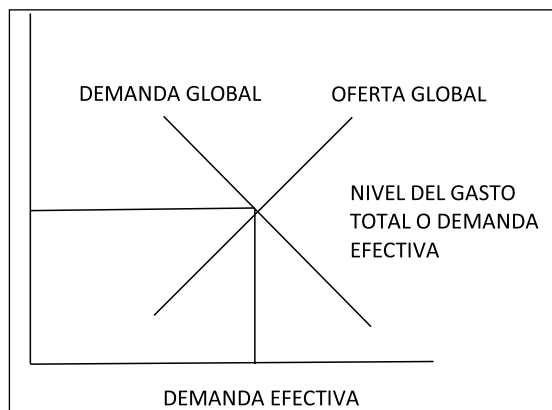 DEMANDA GLOBAL
OFERTA GLOBAL
NIVEL DEL GASTO
TOTAL O DEMANDA
EFECTIVA
DEMANDA EFECTIVA